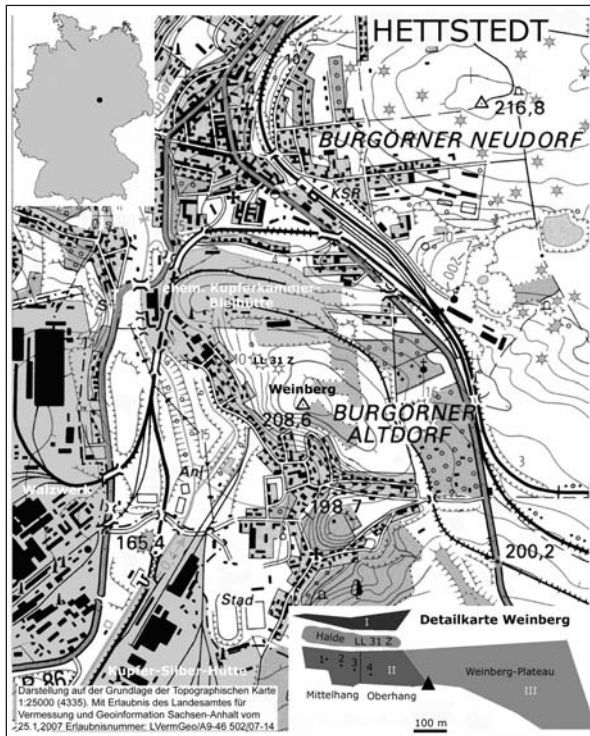 HETTSTEDT
216,8
BURGÖRNER NEUDORF
KSR
ehem. Kupferkammer-
Bleihütte
LL 31 Z
Weinberg
208,6
BURGÖRNER
ALTDORF
Anl
Walzwerk
198,7
165,4
200,2
Stad
Kupfer-Silber-Hütte
R 86
Detailkarte Weinberg
I
Halde LL 31 Z
1 2 3 4 II
Weinberg-Plateau
III
Mittelhang Oberhang
100 m
Darstellung auf der Grundlage der Topographischen Karte
1:25000 (4335). Mit Erlaubnis des Landesamtes für
Vermessung und Geoinformation Sachsen-Anhalt vom
25.1.2007 Erlaubnisnummer: LVermGeo/A9-46 502/07-14